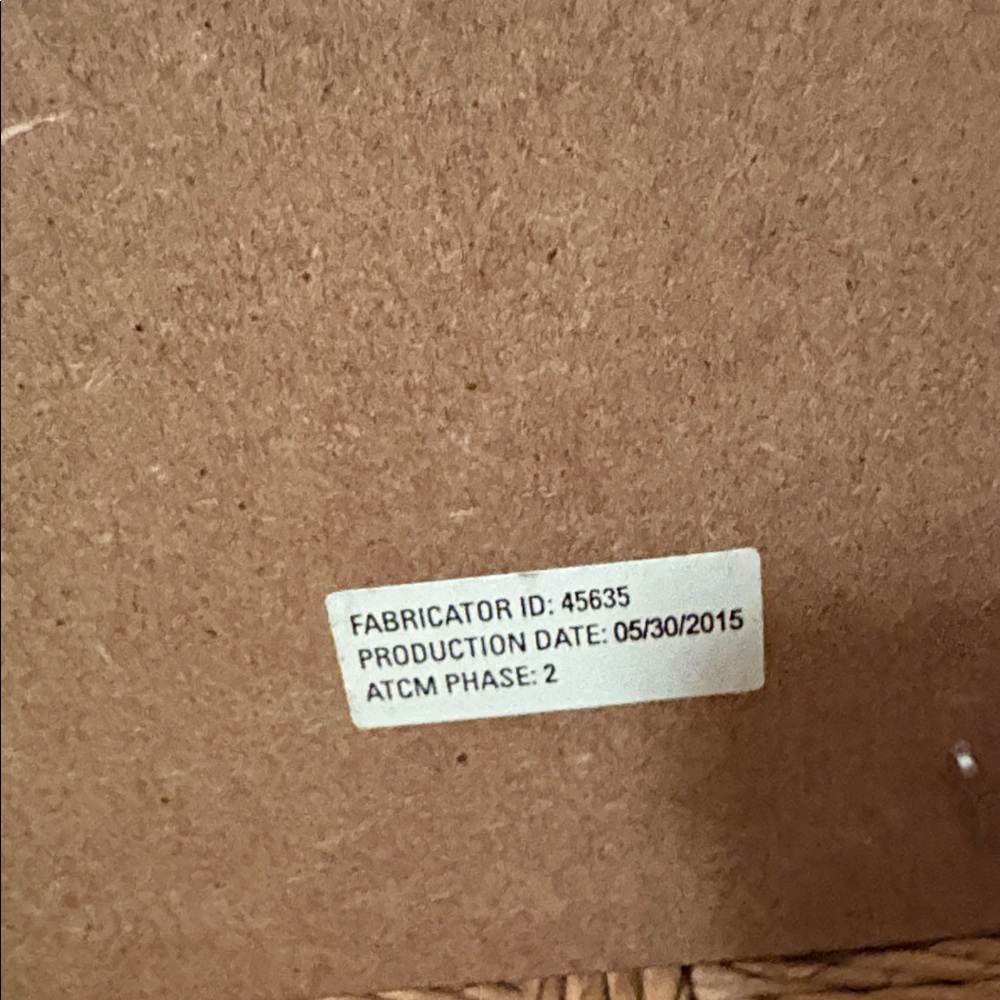 FABRICATOR ID: 45635
PRODUCTION DATE: 05/30/2015
ATCM PHASE: 2